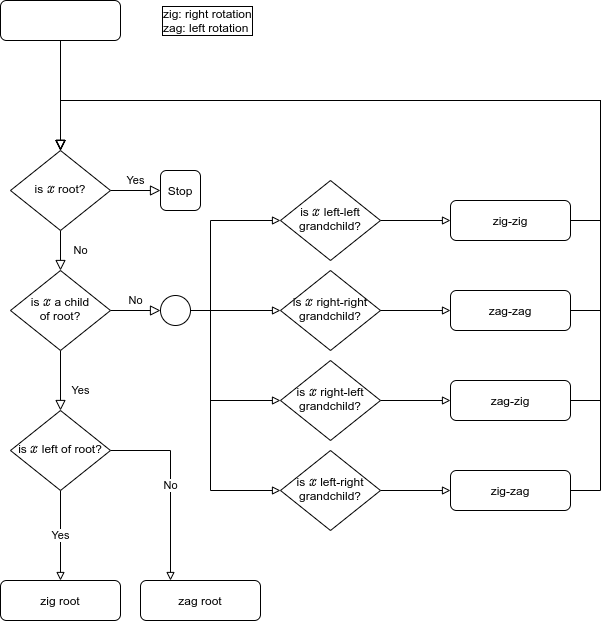 zig: right rotation
zag: left rotation
is x root?
Yes
Stop
No
is x left-left
grandchild?
zig-zig
is x a child
of root?
No
is x right-right
grandchild?
zag-zag
Yes
is x right-left
grandchild?
zag-zig
is x left of root?
No
is x left-right
grandchild?
zig-zag
Yes
zig root
zag root